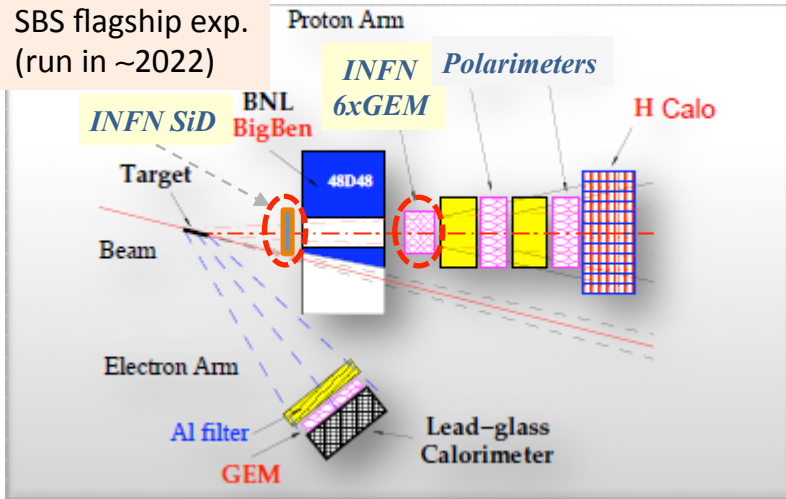 SBS flagship exp.
(run in ~2022)
Proton Arm
INFN
6xGEM
Polarimeters
BNL
BigBen
INFN SiD
H Calo
48D48
Target
Beam
Electron Arm
Al filter
GEM
Lead–glass
Calorimeter